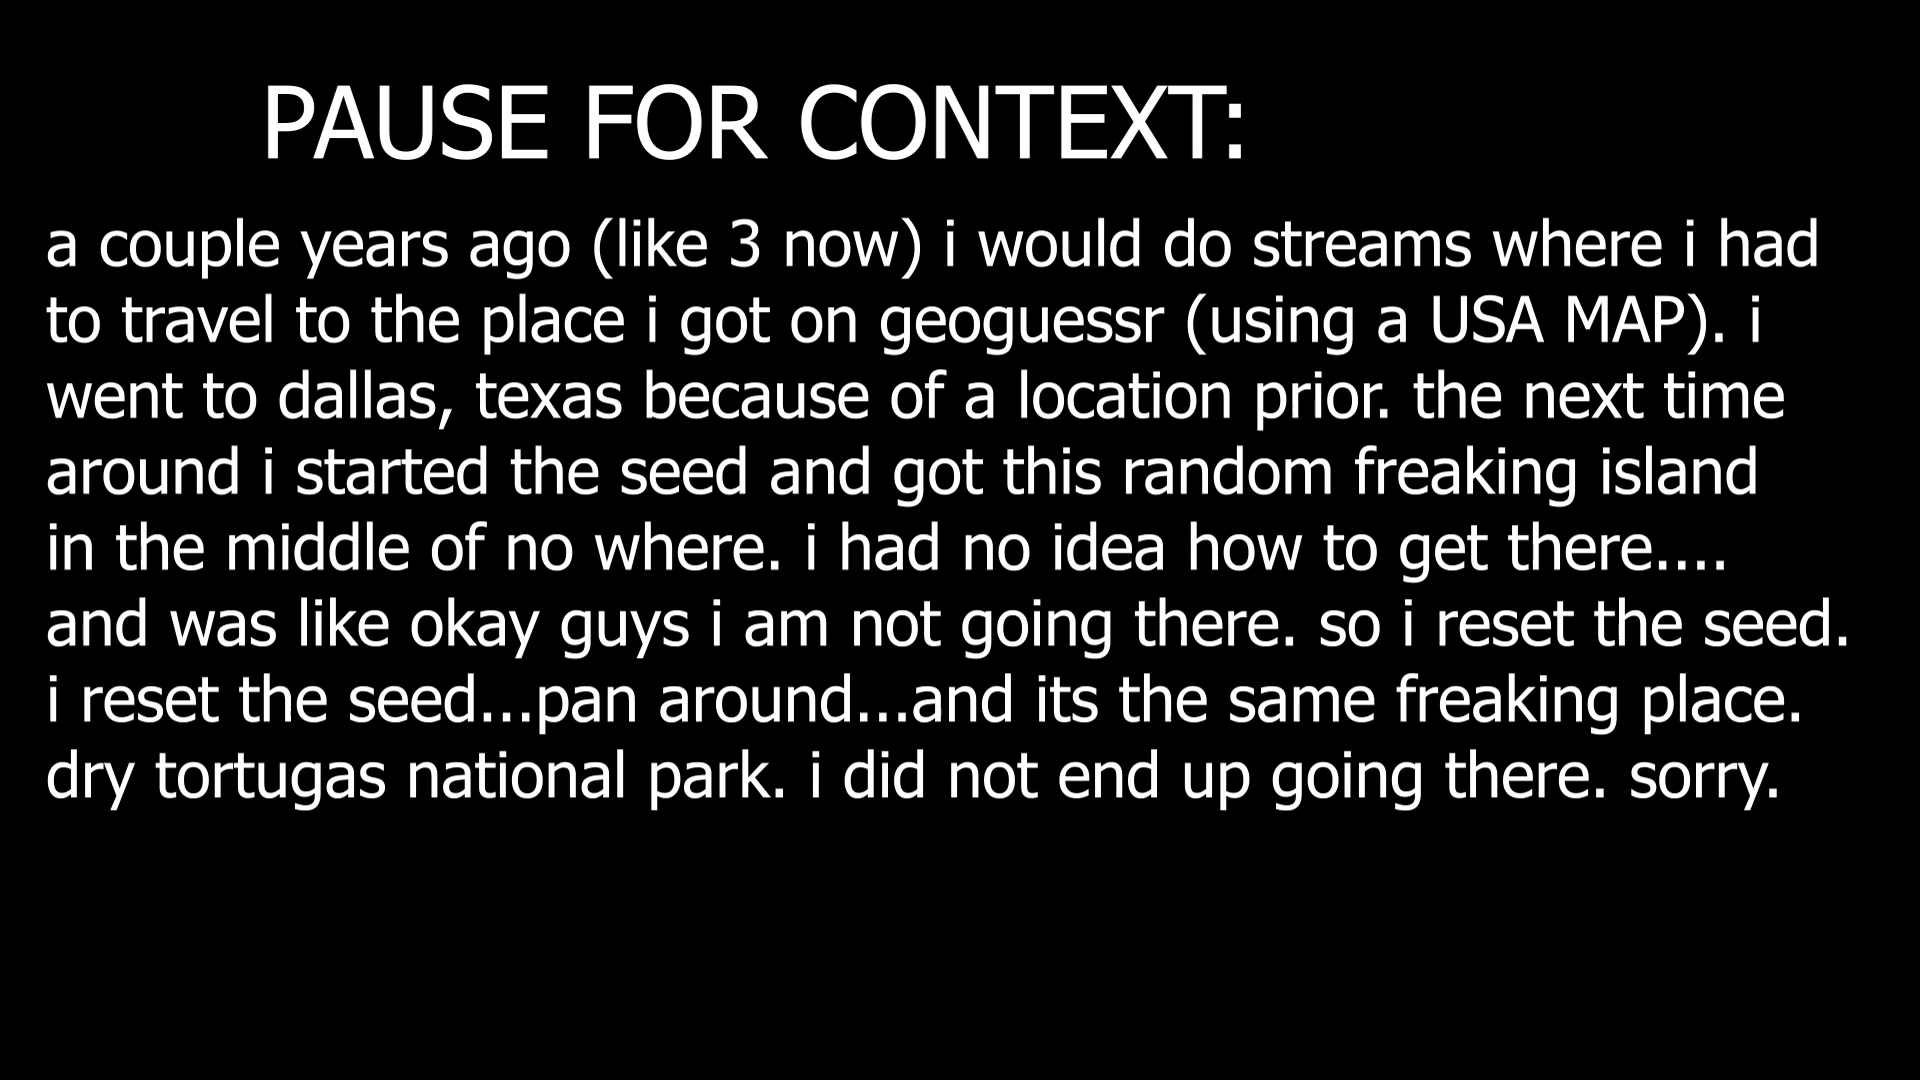 PAUSE FOR CONTEXT:
a couple years ago (like 3 now) i would do streams where i had
to travel to the place i got on geoguessr (using a USA MAP). i
went to dallas, texas because of a location prior. the next time
around i started the seed and got this random freaking island
in the middle of no where. i had no idea how to get there....
and was like okay guys i am not going there. so i reset the seed.
i reset the seed...pan around...and its the same freaking place.
dry tortugas national park. i did not end up going there. sorry.